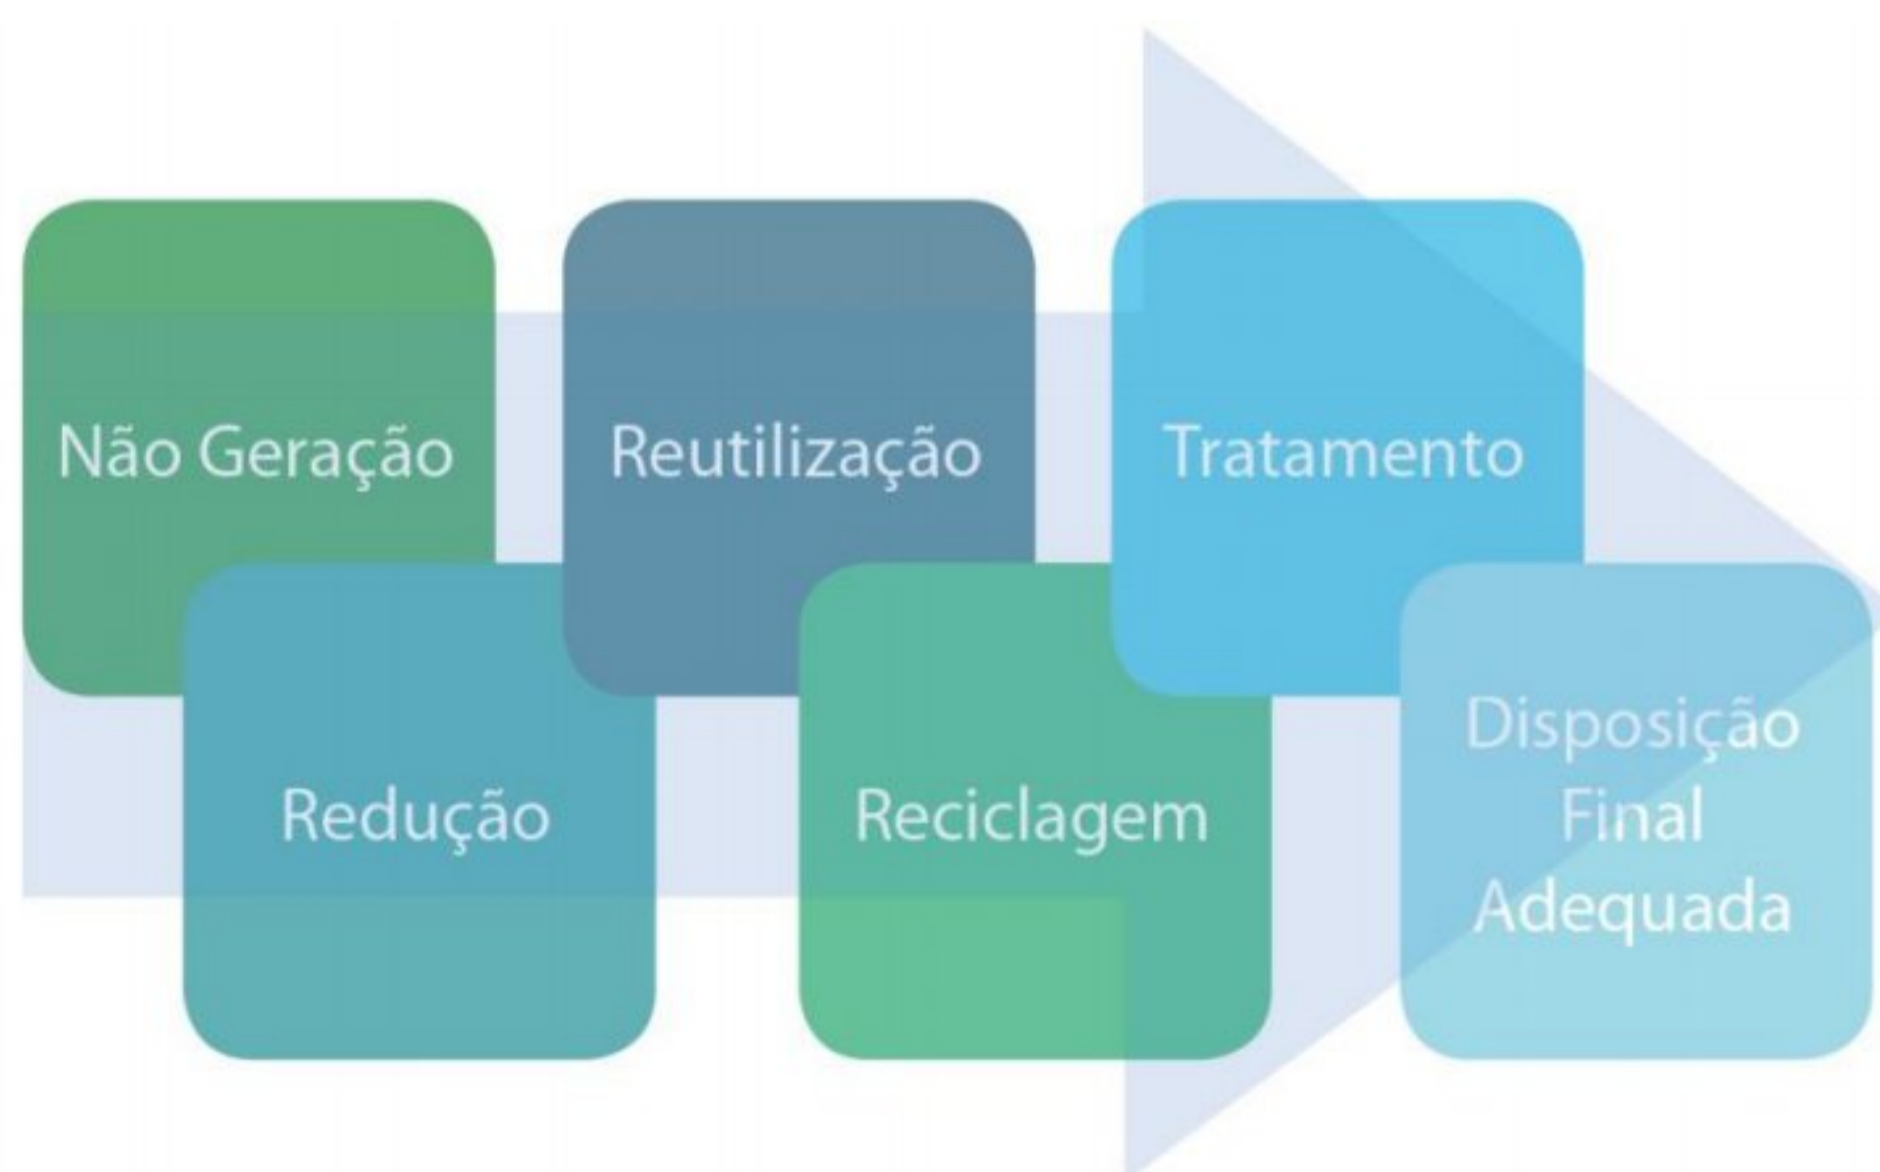 Não Geração
Redução
Reutilização
Reciclagem
Tratamento
Disposição
Final
Adequada